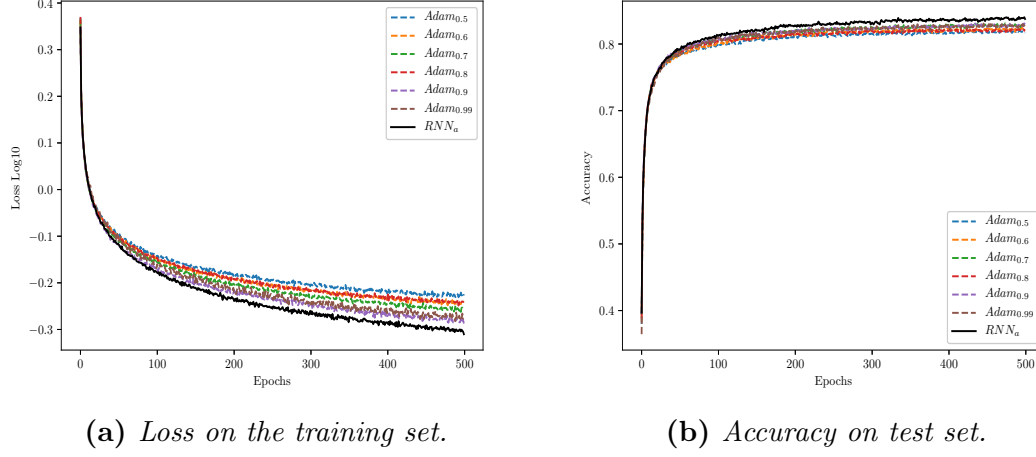 0.4
0.3
0.2
0.1
0.0
−0.1
−0.2
−0.3
Loss Log10
0 100 200 300 400 500
Epochs
Adam0.5
Adam0.6
Adam0.7
Adam0.8
Adam0.9
Adam0.99
RNNa
(a) Loss on the training set.
0.8
0.7
0.6
0.5
0.4
Accuracy
0 100 200 300 400 500
Epochs
Adam0.5
Adam0.6
Adam0.7
Adam0.8
Adam0.9
Adam0.99
RNNa
(b) Accuracy on test set.